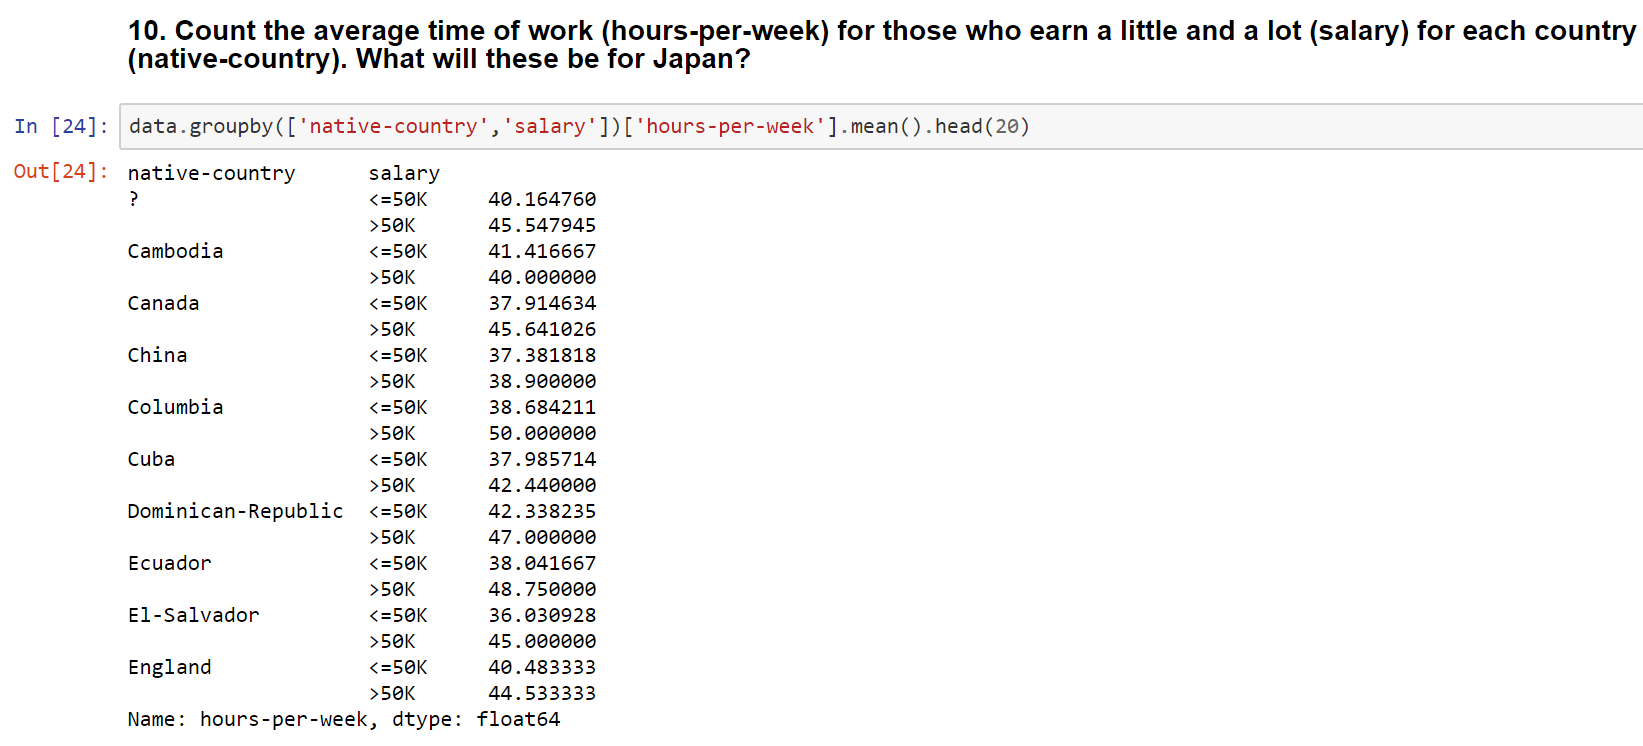 10. Count the average time of work (hours-per-week) for those who earn a little and a lot (salary) for each country
(native-country). What will these be for Japan?
In [24]: data.groupby(['native-country','salary'])['hours-per-week'].mean().head(20)
Out[24]: native-country salary
? <=50K 40.164760
>50K 45.547945
Cambodia <=50K 41.416667
>50K 40.000000
Canada <=50K 37.914634
>50K 45.641026
China <=50K 37.381818
>50K 38.900000
Columbia <=50K 38.684211
>50K 50.000000
Cuba <=50K 37.985714
>50K 42.440000
Dominican-Republic <=50K 42.338235
>50K 47.000000
Ecuador <=50K 38.041667
>50K 48.750000
El-Salvador <=50K 36.030928
>50K 45.000000
England <=50K 40.483333
>50K 44.533333
Name: hours-per-week, dtype: float64